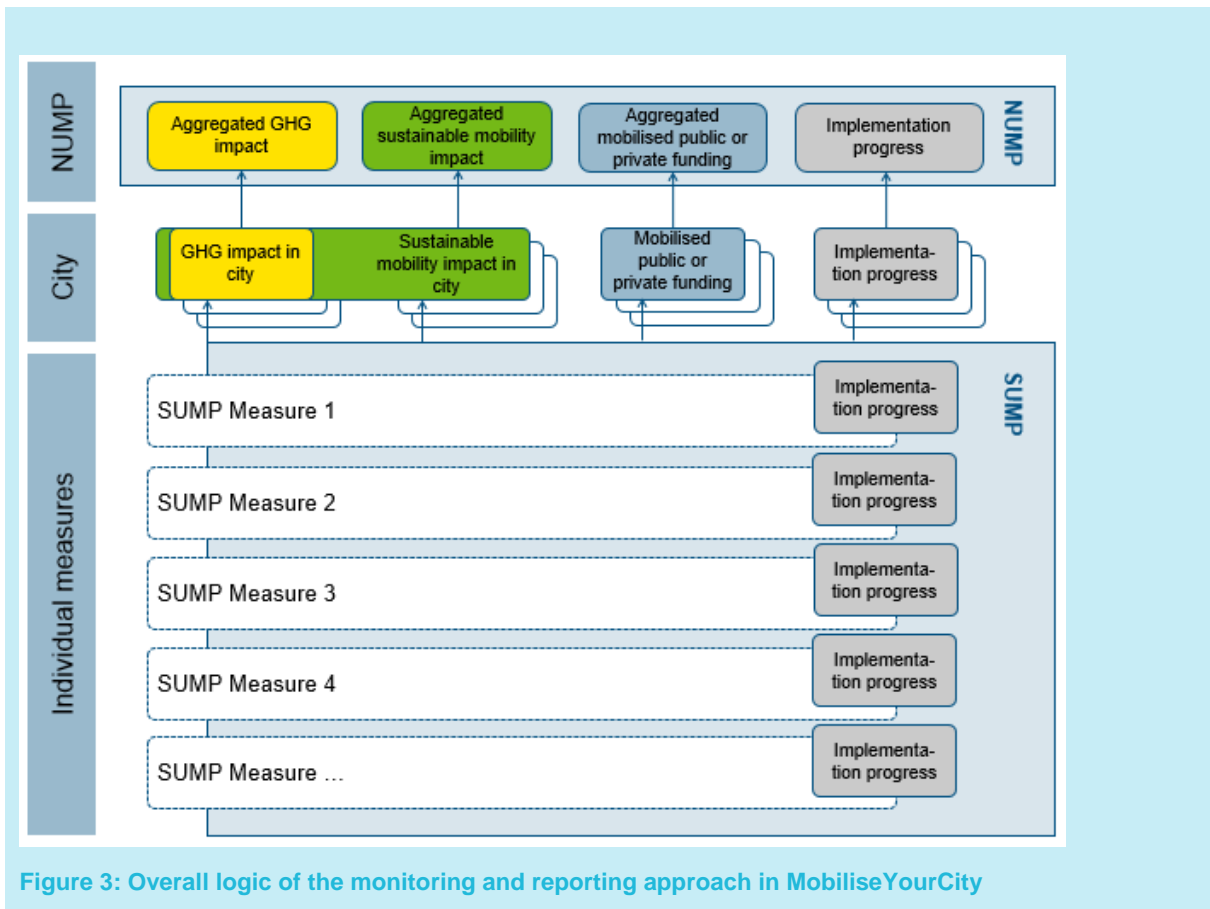 NUMP
Aggregated GHG
impact
Aggregated
sustainable mobility
impact
Aggregated
mobilised public or
private funding
Implementation
progress
NUMP
City
GHG impact in
city
Sustainable
mobility impact in
city
Mobilised
public or
private funding
Implementa-
tion progress
Individual measures
SUMP
SUMP Measure 1
Implementa-
tion progress
SUMP Measure 2
Implementa-
tion progress
SUMP Measure 3
Implementa-
tion progress
SUMP Measure 4
Implementa-
tion progress
SUMP Measure ...
Implementa-
tion progress
Figure 3: Overall logic of the monitoring and reporting approach in MobiliseYourCity